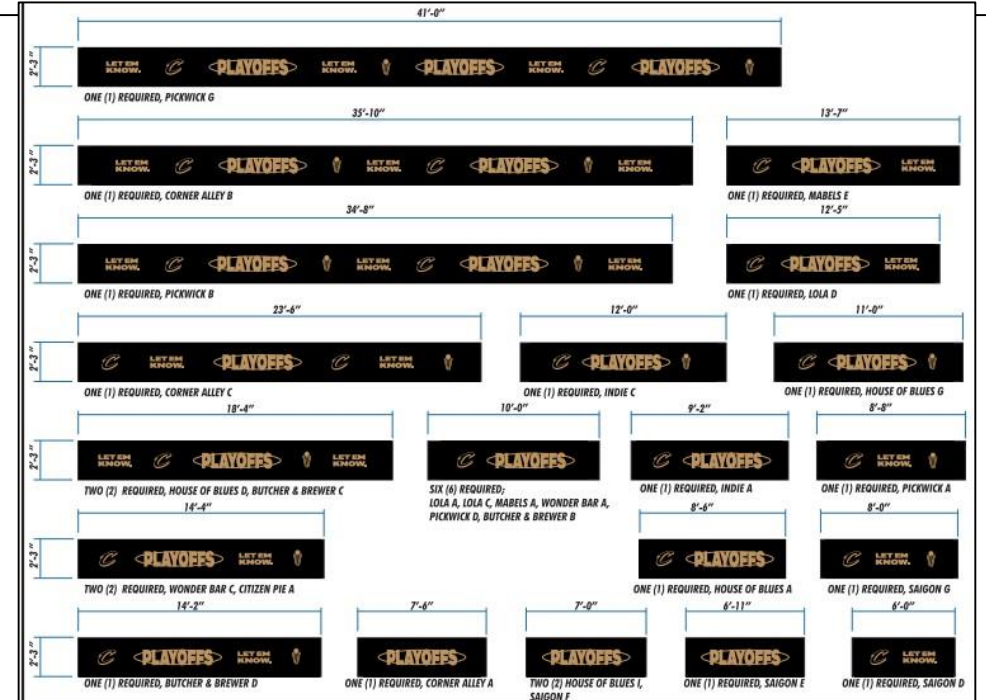 41'-0"
2'-3"
LET EM KNOW. C PLAYOFFS LET EM KNOW. PLAYOFFS LET EM KNOW. C PLAYOFFS
ONE (1) REQUIRED, PICKWICK G
35'-10"
13'-7"
2'-3"
LET EM KNOW. C PLAYOFFS LET EM KNOW. C PLAYOFFS LET EM KNOW.
C PLAYOFFS LET EM KNOW.
ONE (1) REQUIRED, CORNER ALLEY B
ONE (1) REQUIRED, MABELS E
34'-8"
12'-5"
2'-3"
LET EM KNOW. C PLAYOFFS LET EM KNOW. C PLAYOFFS LET EM KNOW.
C PLAYOFFS LET EM KNOW.
ONE (1) REQUIRED, PICKWICK B
ONE (1) REQUIRED, LOLA D
23'-6"
12'-0"
11'-0"
2'-3"
C LET EM KNOW. PLAYOFFS C LET EM KNOW.
C PLAYOFFS
C PLAYOFFS
ONE (1) REQUIRED, CORNER ALLEY C
ONE (1) REQUIRED, INDIE C
ONE (1) REQUIRED, HOUSE OF BLUES G
18'-4"
10'-0"
9'-2"
8'-8"
2'-3"
LET EM KNOW. C PLAYOFFS LET EM KNOW.
C PLAYOFFS
C PLAYOFFS
C PLAYOFFS
TWO (2) REQUIRED, HOUSE OF BLUES D, BUTCHER & BREWER C
SIX (6) REQUIRED;
LOLA A, LOLA C, MABELS A, WONDER BAR A,
PICKWICK D, BUTCHER & BREWER B
ONE (1) REQUIRED, INDIE A
ONE (1) REQUIRED, PICKWICK A
14'-4"
8'-6"
8'-0"
2'-3"
C PLAYOFFS LET EM KNOW.
C PLAYOFFS
C LET EM KNOW.
TWO (2) REQUIRED, WONDER BAR C, CITIZEN PIE A
ONE (1) REQUIRED, HOUSE OF BLUES A
ONE (1) REQUIRED, SAIGON G
14'-2"
7'-6"
7'-0"
6'-11"
6'-0"
2'-3"
C PLAYOFFS LET EM KNOW.
PLAYOFFS
PLAYOFFS
PLAYOFFS
C LET EM KNOW.
ONE (1) REQUIRED, BUTCHER & BREWER D
ONE (1) REQUIRED, CORNER ALLEY A
TWO (2) HOUSE OF BLUES I,
SAIGON F
ONE (1) REQUIRED, SAIGON E
ONE (1) REQUIRED, SAIGON D